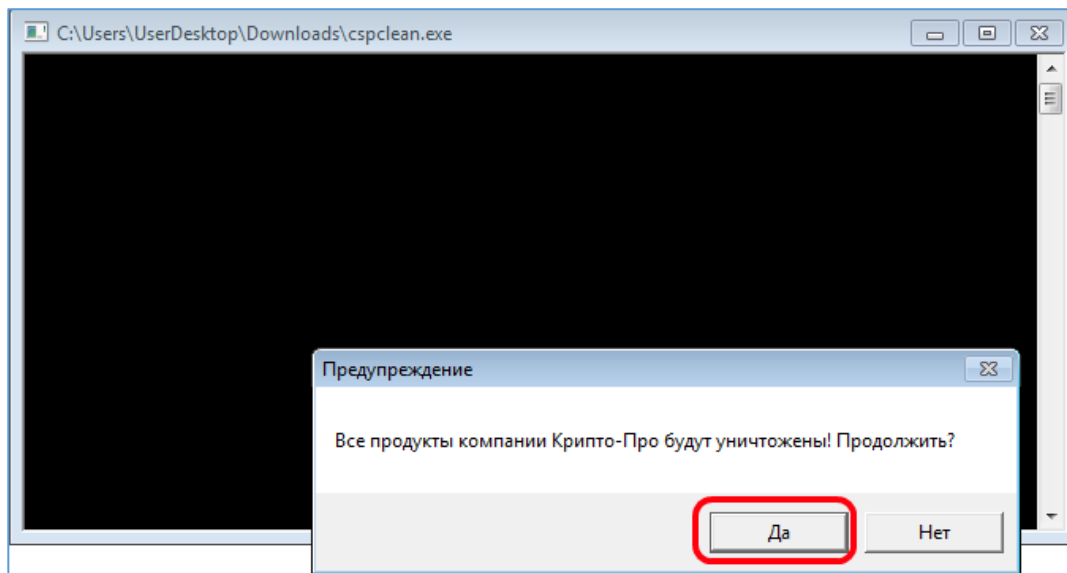 C:\Users\UserDesktop\Downloads\cspclean.exe
Предупреждение
Все продукты компании Крипто-Про будут уничтожены! Продолжить?
Да
Нет